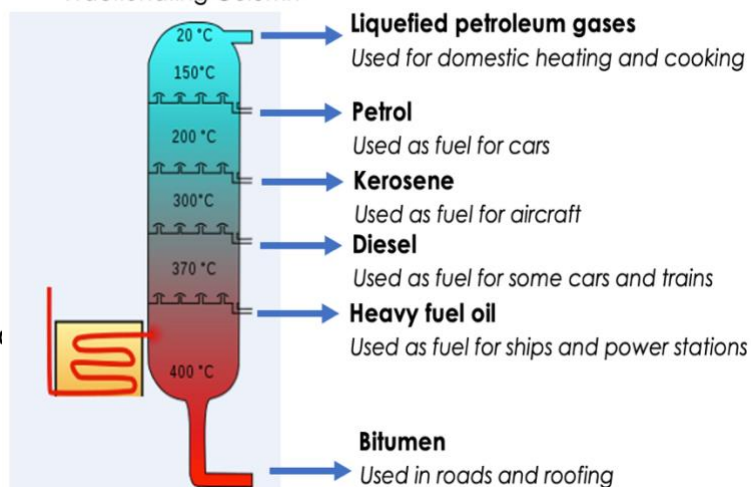 20 °C
Liquefied petroleum gases
Used for domestic heating and cooking
150°C
Petrol
Used as fuel for cars
200 °C
Kerosene
Used as fuel for aircraft
300°C
Diesel
Used as fuel for some cars and trains
370 °C
Heavy fuel oil
Used as fuel for ships and power stations
400 °C
Bitumen
Used in roads and roofing